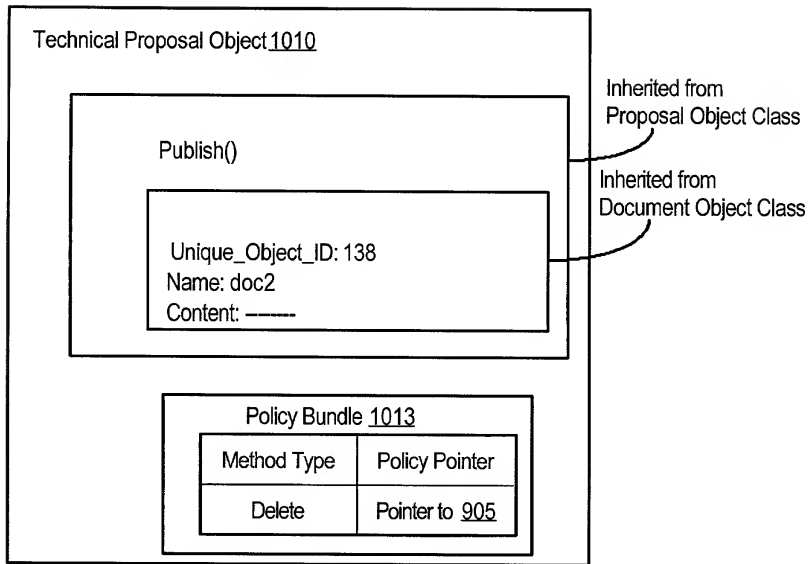 Technical Proposal Object 1010
Inherited from
Proposal Object Class
Publish()
Inherited from
Document Object Class
Unique_Object_ID: 138
Name: doc2
Content: -------
Policy Bundle 1013
Method Type Policy Pointer
Delete Pointer to 905